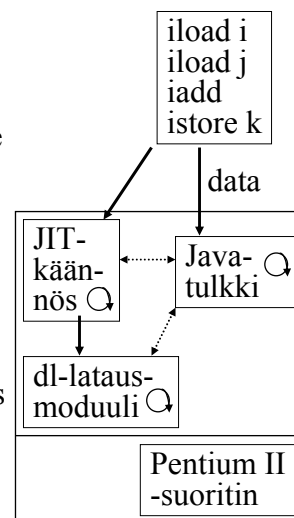 iload i
iload j
iadd
istore k
e
data
JIT-
kään-
nös
Java-
tulkki
dl-lataus-
moduuli
s
Pentium II
-suoritin